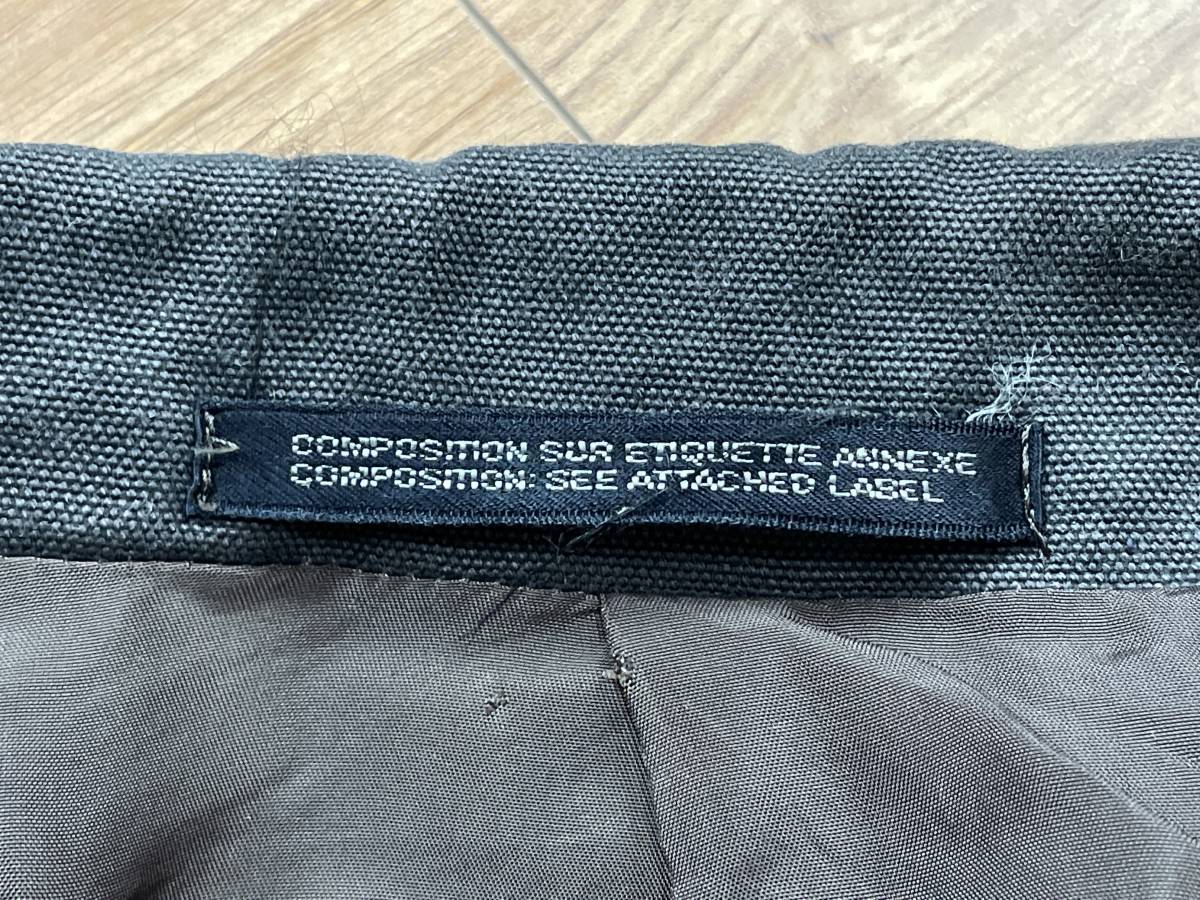 COMPOSITION SUR ETIQUETTE ANNEXE
COMPOSITION: SEE ATTACHED LABEL